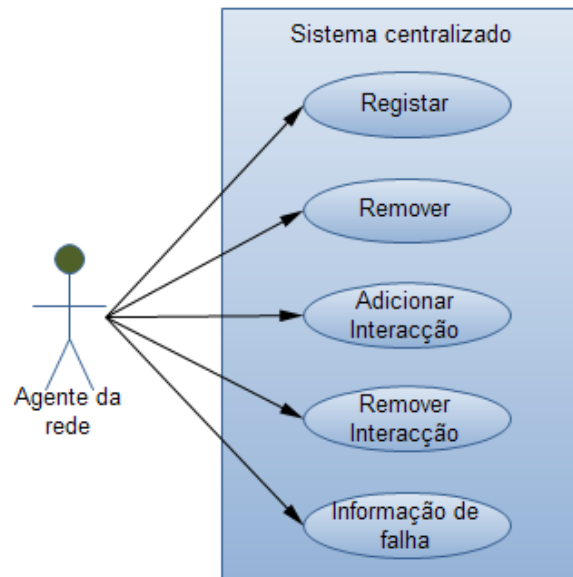 Sistema centralizado
Registar
Remover
Adicionar
Interacção
Remover
Interacção
Informação de
falha
Agente da
rede